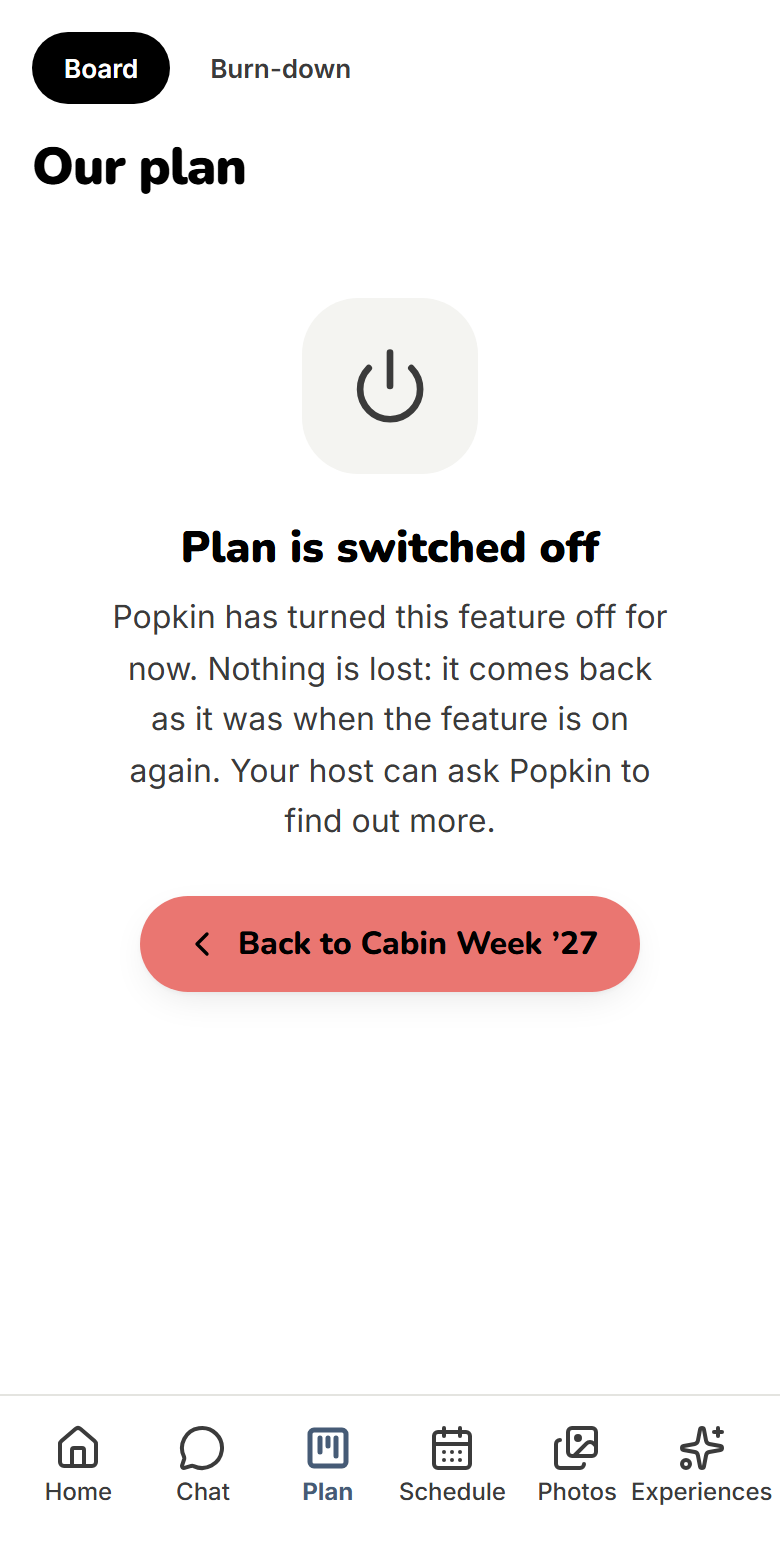 Board Burn-down
Our plan
Plan is switched off
Popkin has turned this feature off for
now. Nothing is lost: it comes back
as it was when the feature is on
again. Your host can ask Popkin to
find out more.
Back to Cabin Week ’27
Home Chat Plan Schedule Photos Experiences